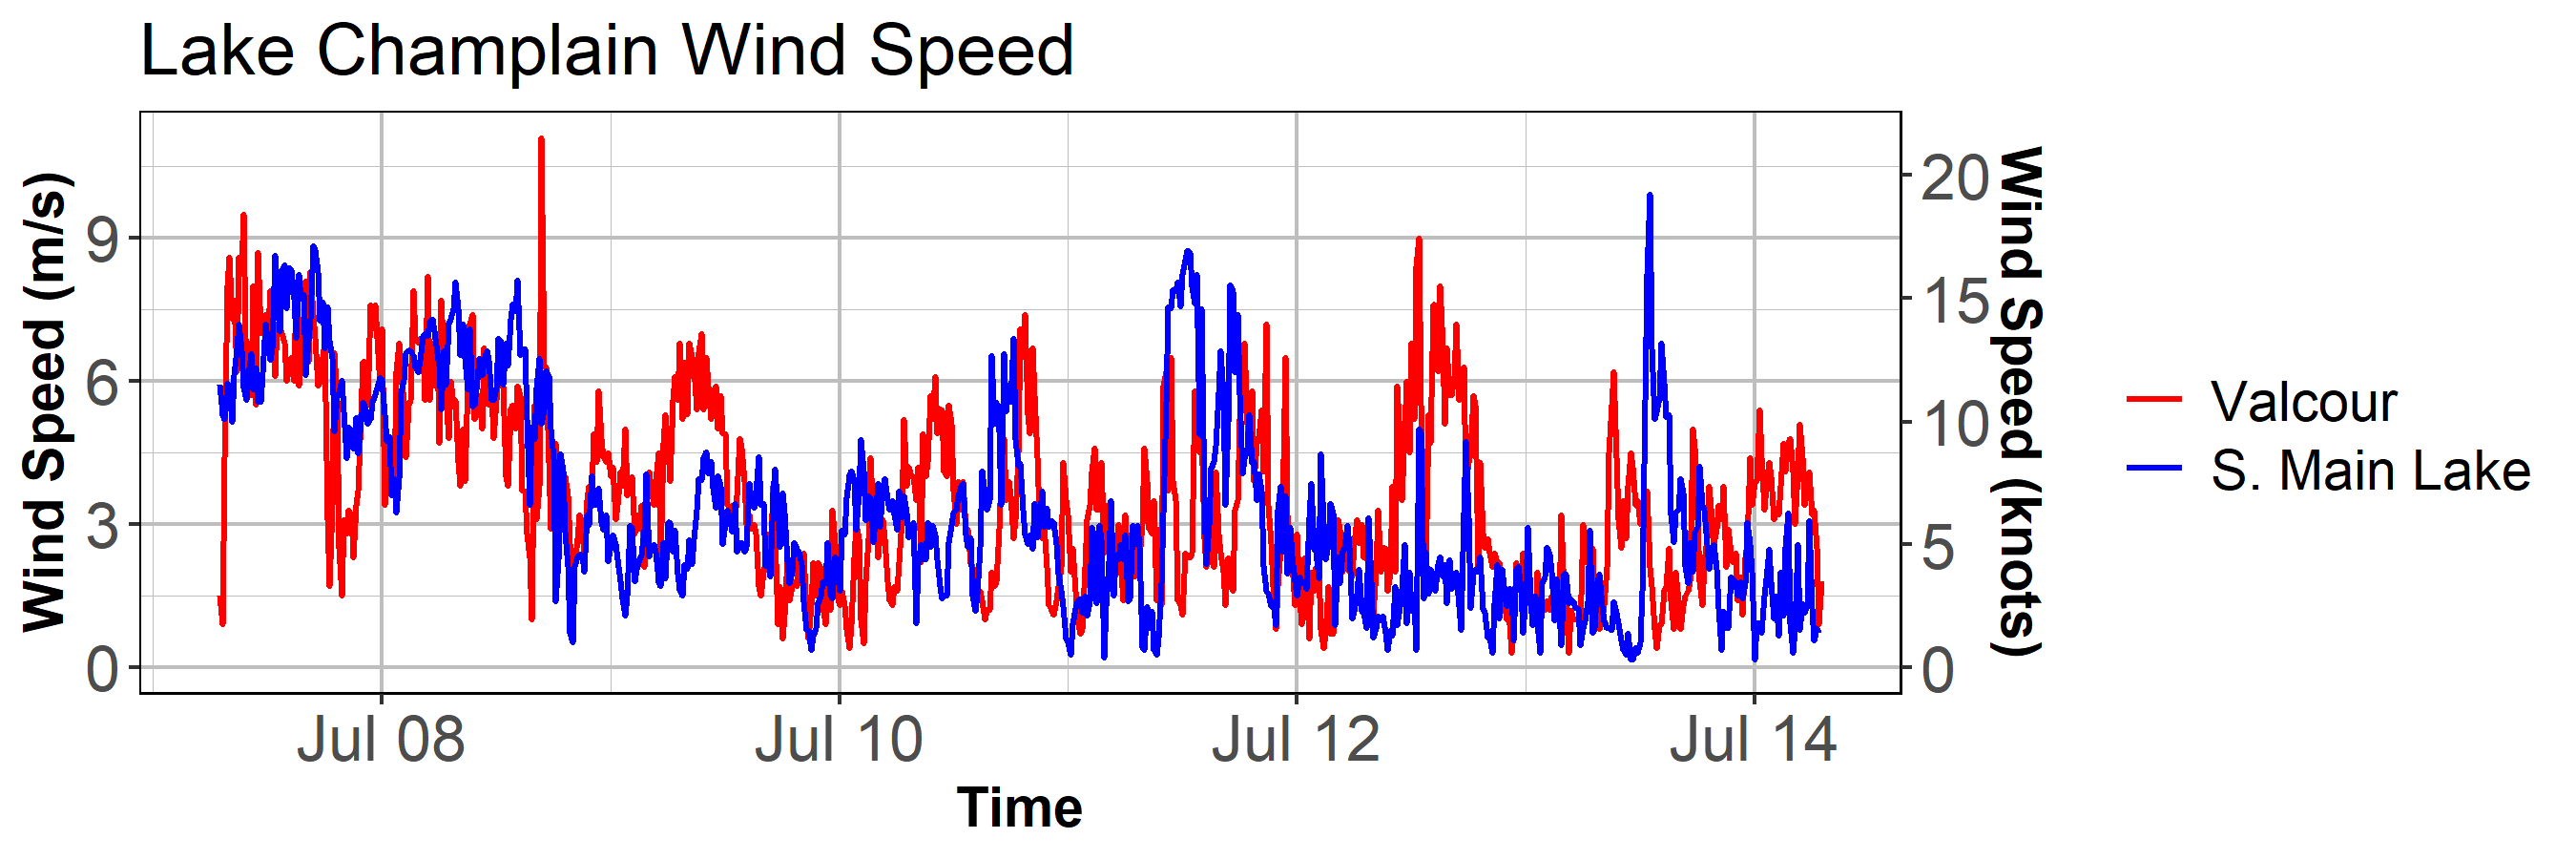 Lake Champlain Wind Speed
Wind Speed (m/s)
9
6
3
0
20
15
10
5
0
Wind Speed (knots)
Jul 08
Jul 10
Jul 12
Jul 14
Time
Valcour
S. Main Lake